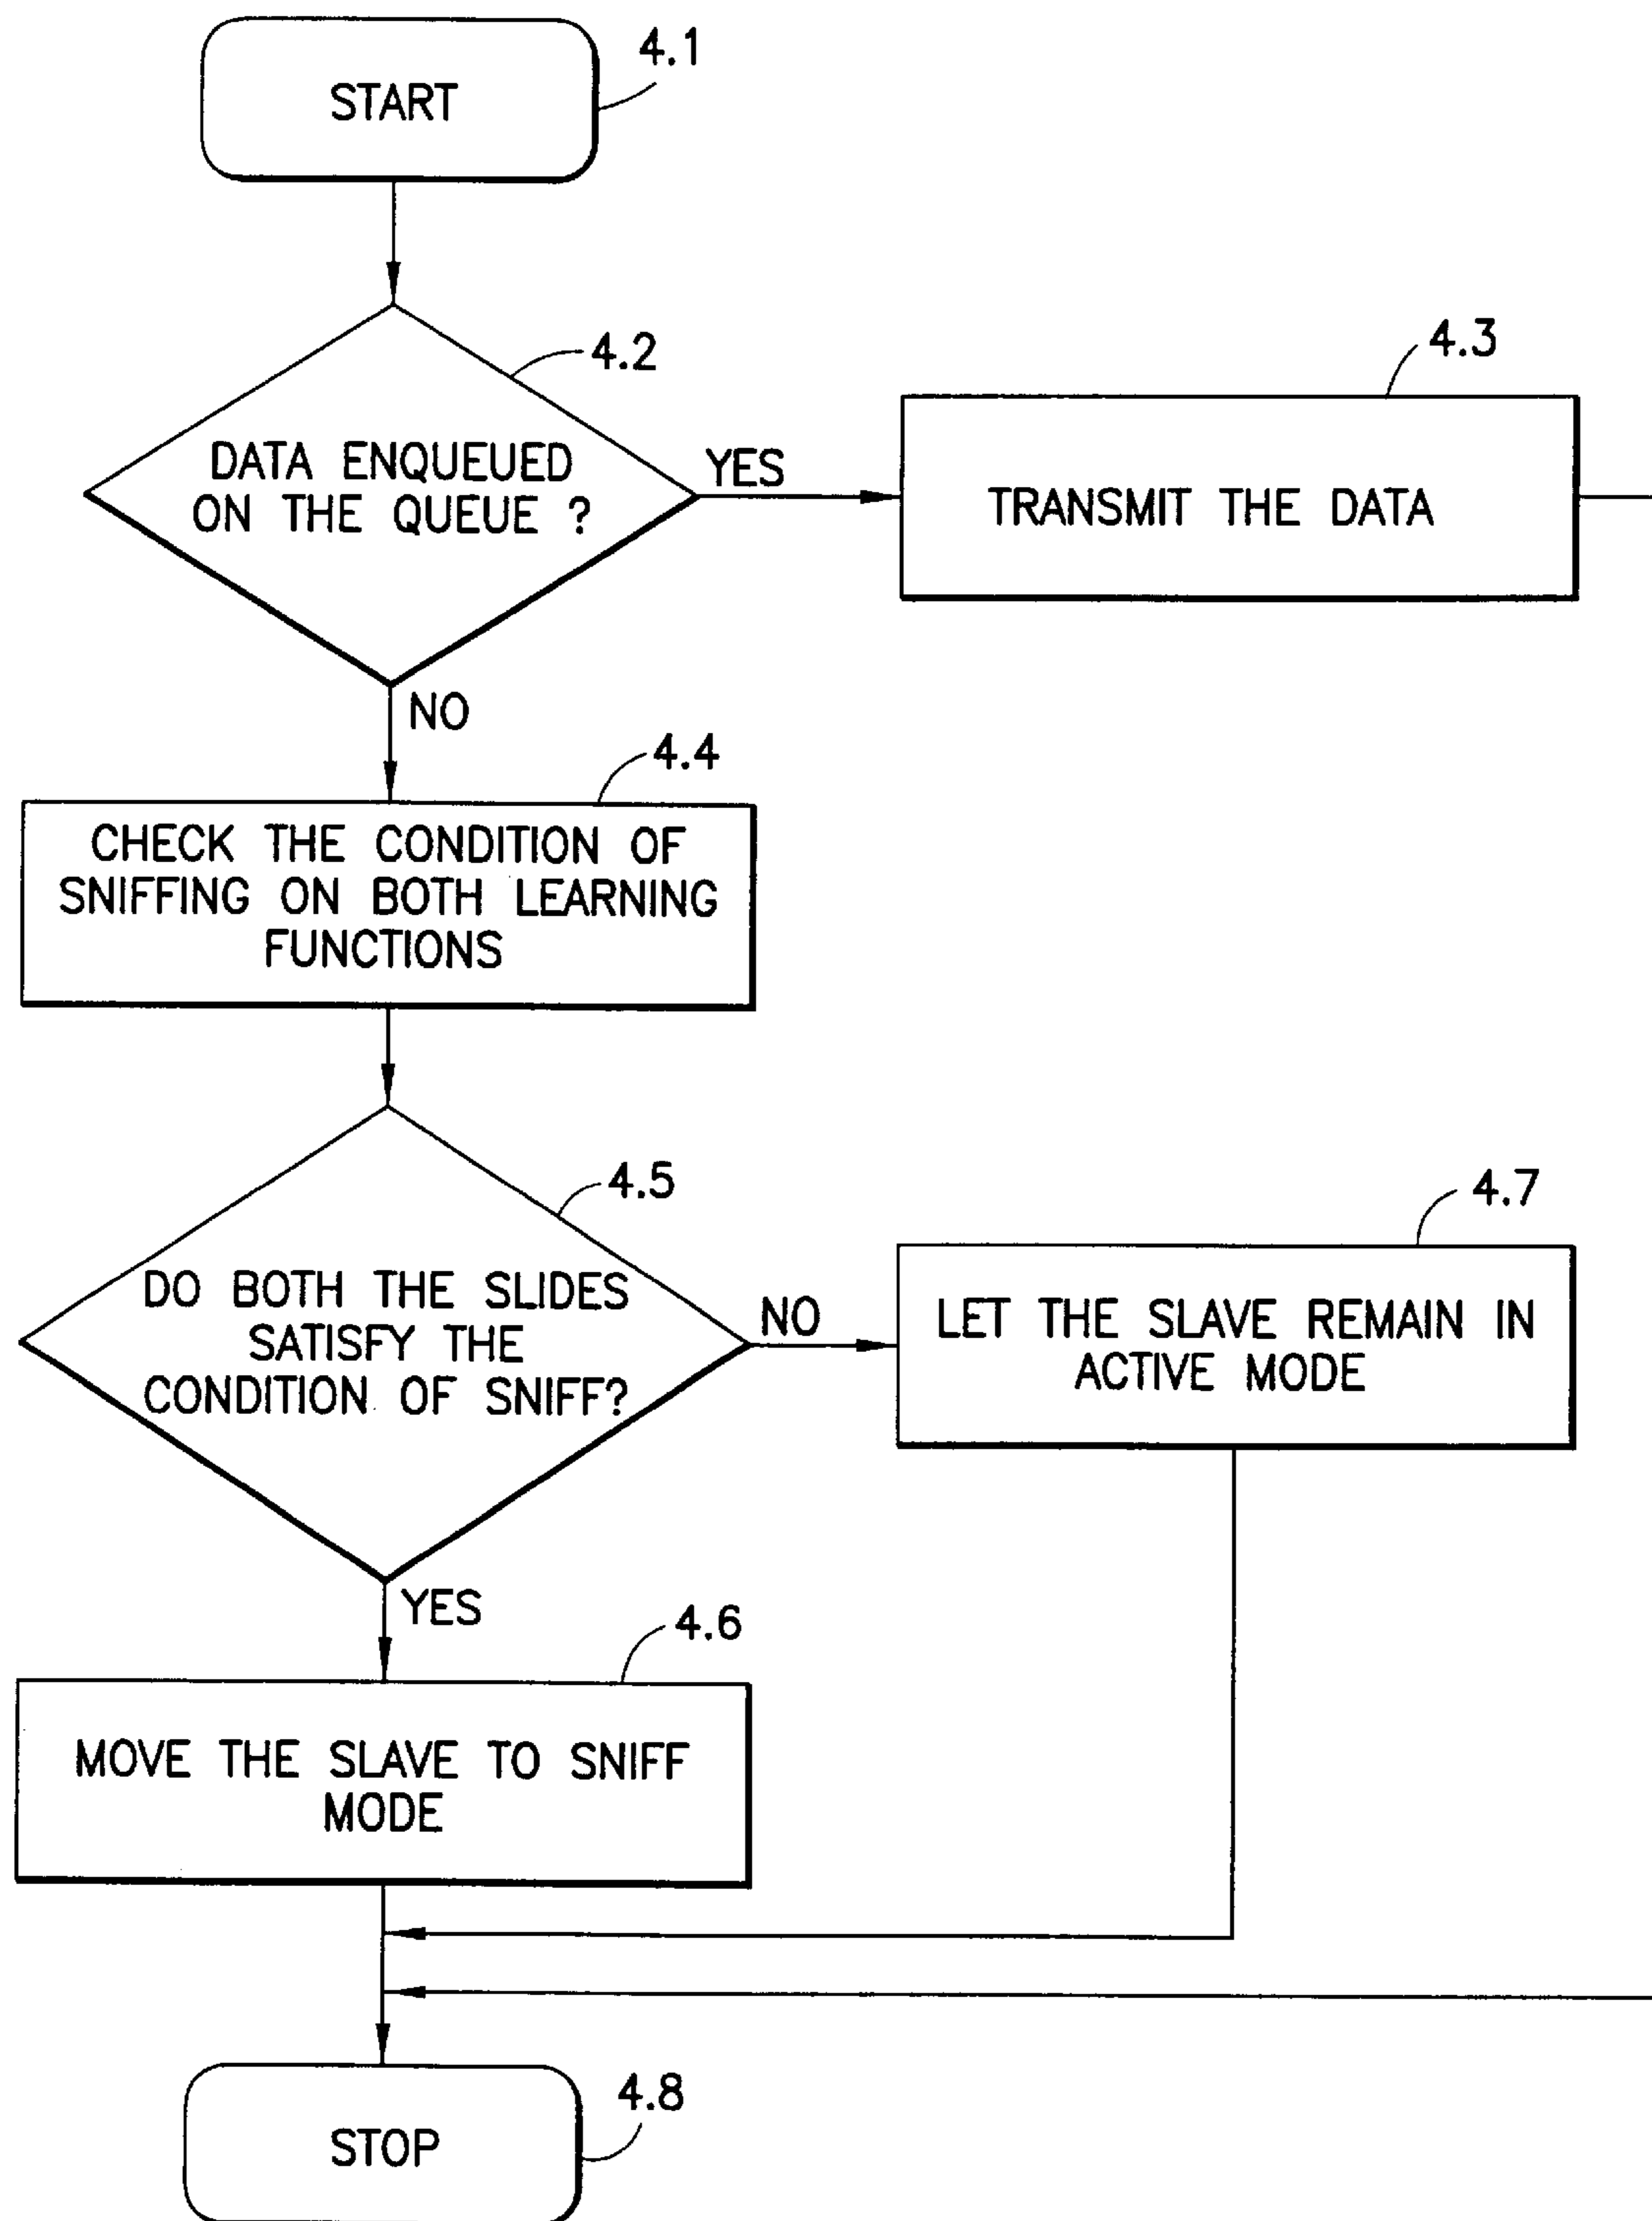 START
4.1
4.2
DATA ENQUEUED
ON THE QUEUE ?
YES
4.3
TRANSMIT THE DATA
NO
4.4
CHECK THE CONDITION OF
SNIFFING ON BOTH LEARNING
FUNCTIONS
4.5
DO BOTH THE SLIDES
SATISFY THE
CONDITION OF SNIFF?
NO
4.7
LET THE SLAVE REMAIN IN
ACTIVE MODE
YES
4.6
MOVE THE SLAVE TO SNIFF
MODE
4.8
STOP